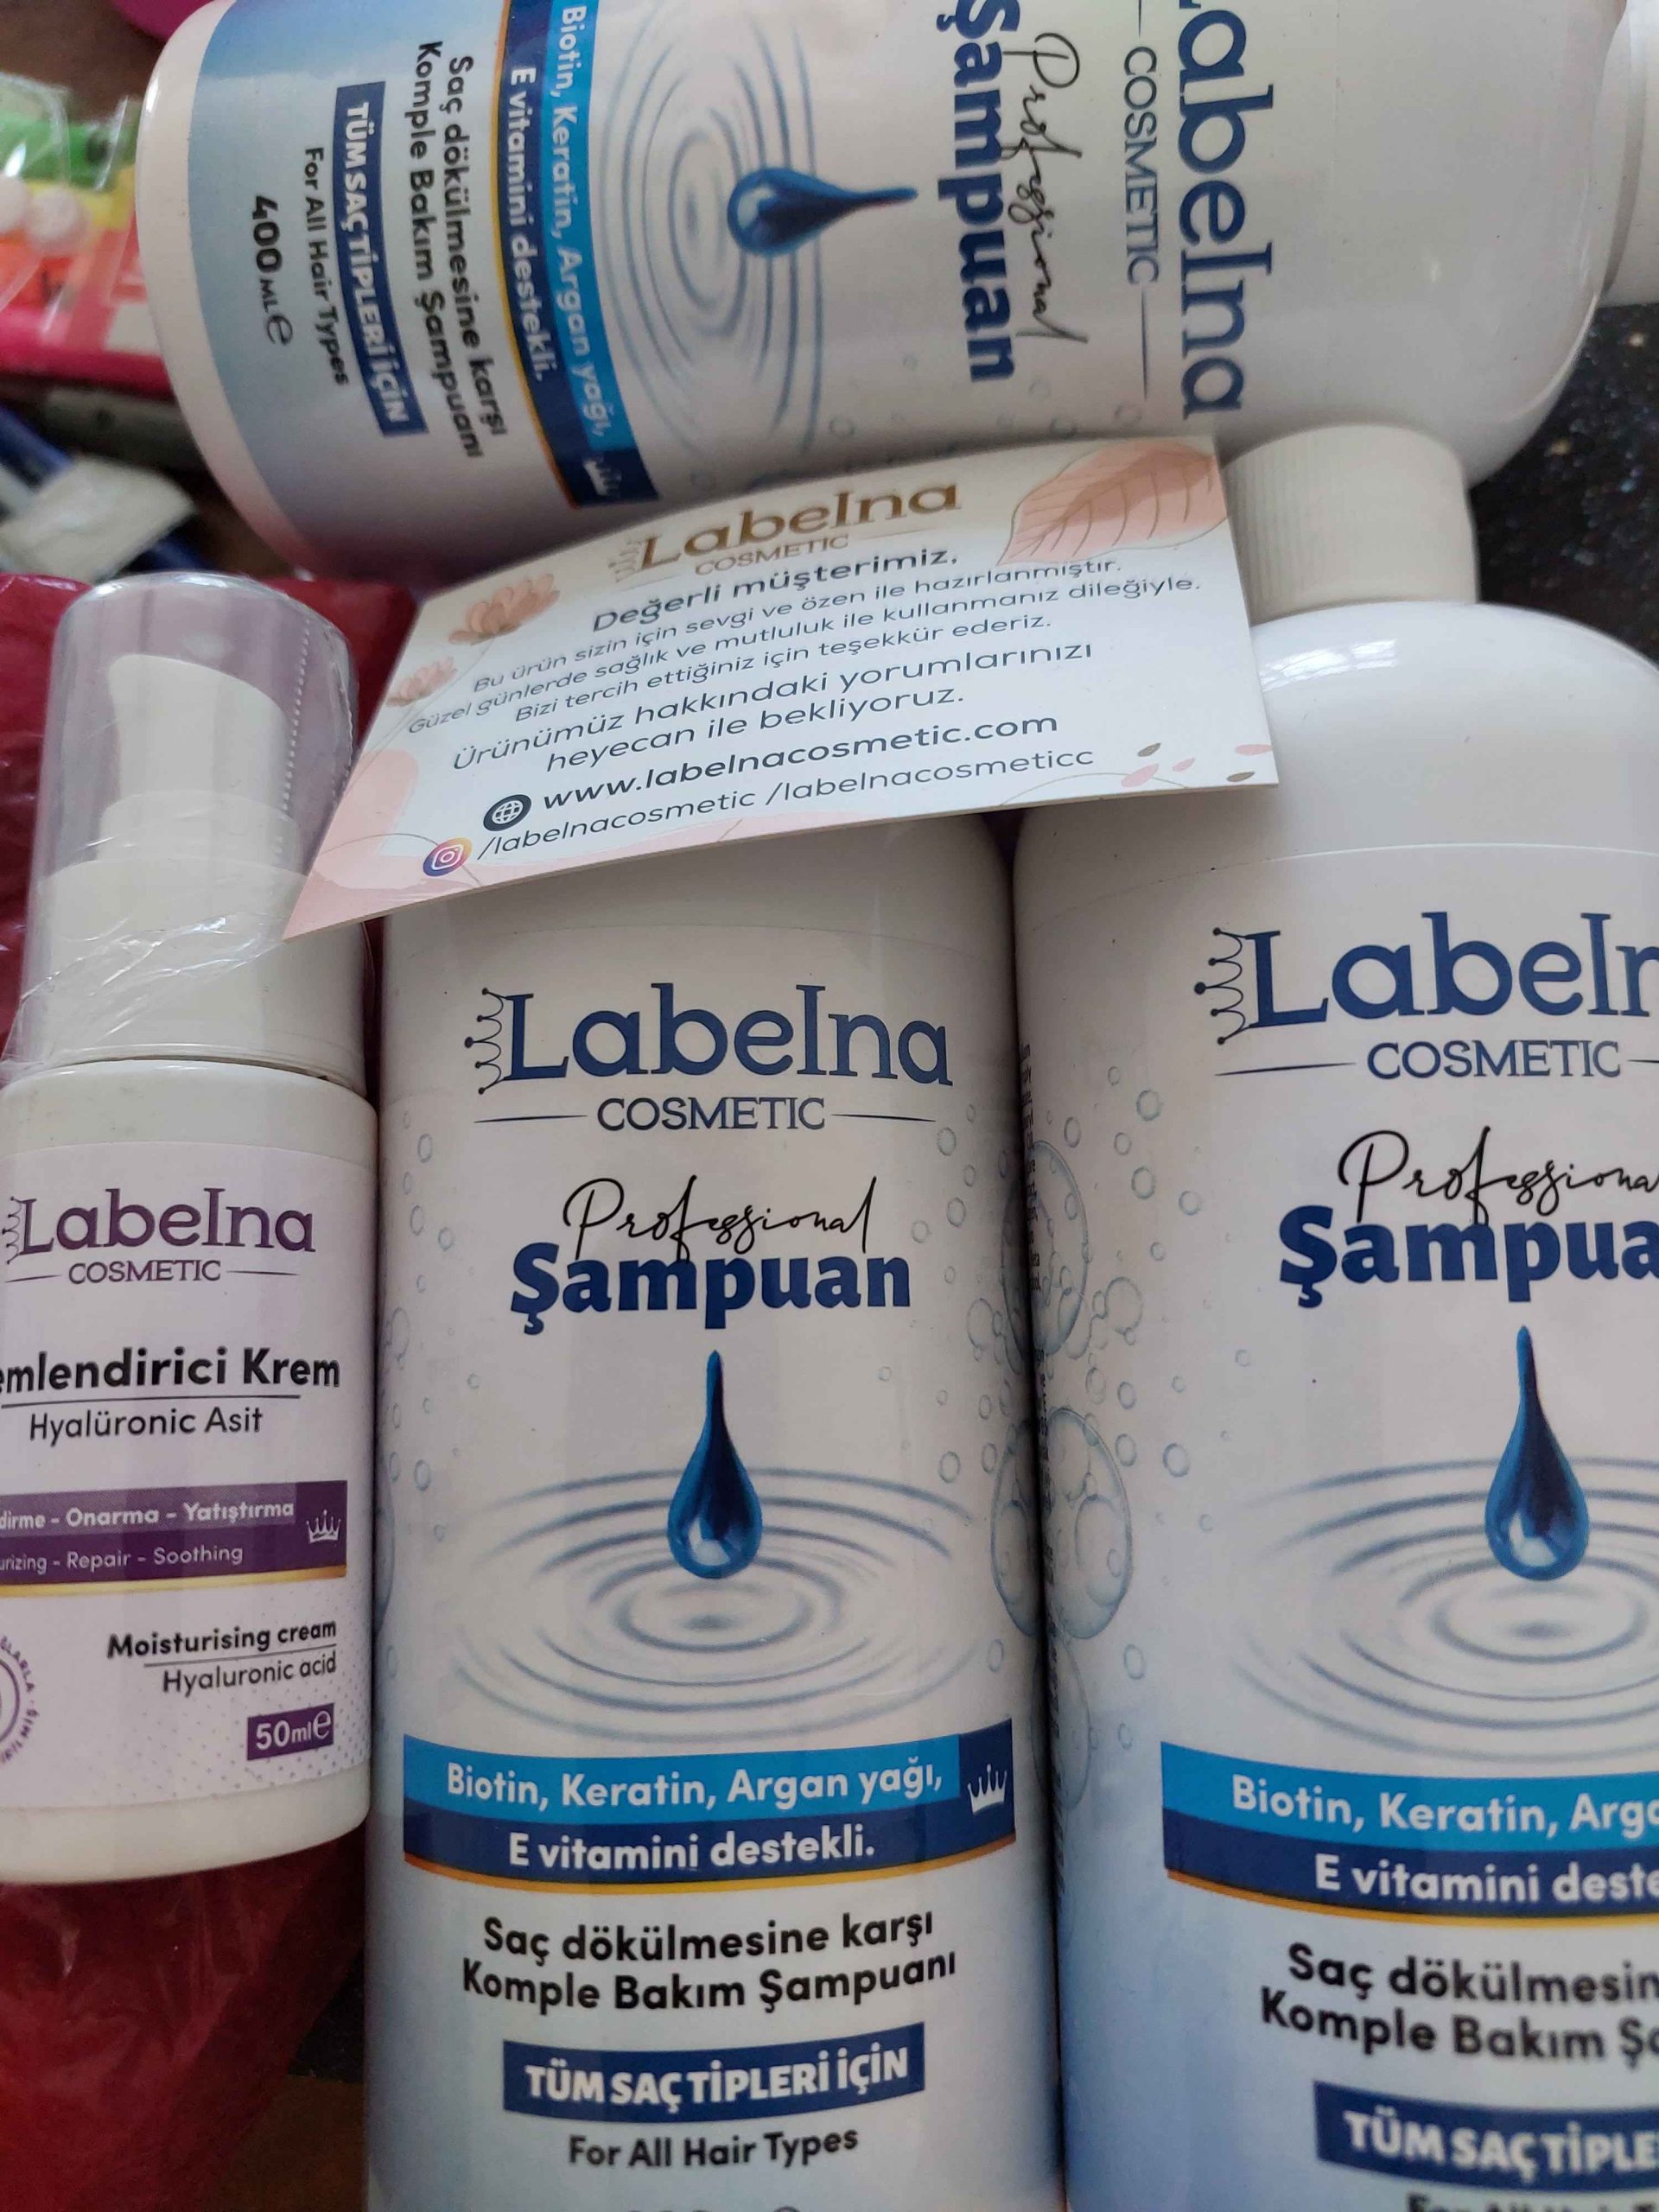 Labelna
COSMETIC
Professional
Şampuan
Biotin, Keratin, Argan yağı,
E vitamini destekli.
Saç dökülmesine karşı
Komple Bakım Şampuanı
TÜM SAÇ TİPLERİ İÇİN
For All Hair Types
400 MLe
Labelna
COSMETIC
Değerli müşterimiz,
Bu ürün sizin için sevgi ve özen ile hazırlanmıştır.
Güzel günlerde sağlık ve mutluluk ile kullanmanız dileğiyle.
Bizi tercih ettiğiniz için teşekkür ederiz.
Ürünümüz hakkındaki yorumlarınızı
heyecan ile bekliyoruz.
www.labelnacosmetic.com
/labelnacosmetic /labelnacosmeticc
Labelna
COSMETIC
emlendirici Krem
Hyalüronic Asit
dirme - Onarma - Yatıştırma
urizing - Repair - Soothing
Moisturising cream
Hyaluronic acid
50mle
Labelna
COSMETIC
Professional
Şampuan
Biotin, Keratin, Argan yağı,
E vitamini destekli.
Saç dökülmesine karşı
Komple Bakım Şampuanı
TÜM SAÇ TİPLERİ İÇİN
For All Hair Types
Labeln
COSMETIC
Professiona
Şampua
Biotin, Keratin, Arga
E vitamini deste
Saç dökülmesin
Komple Bakım Şa
TÜM SAÇ TİPLE